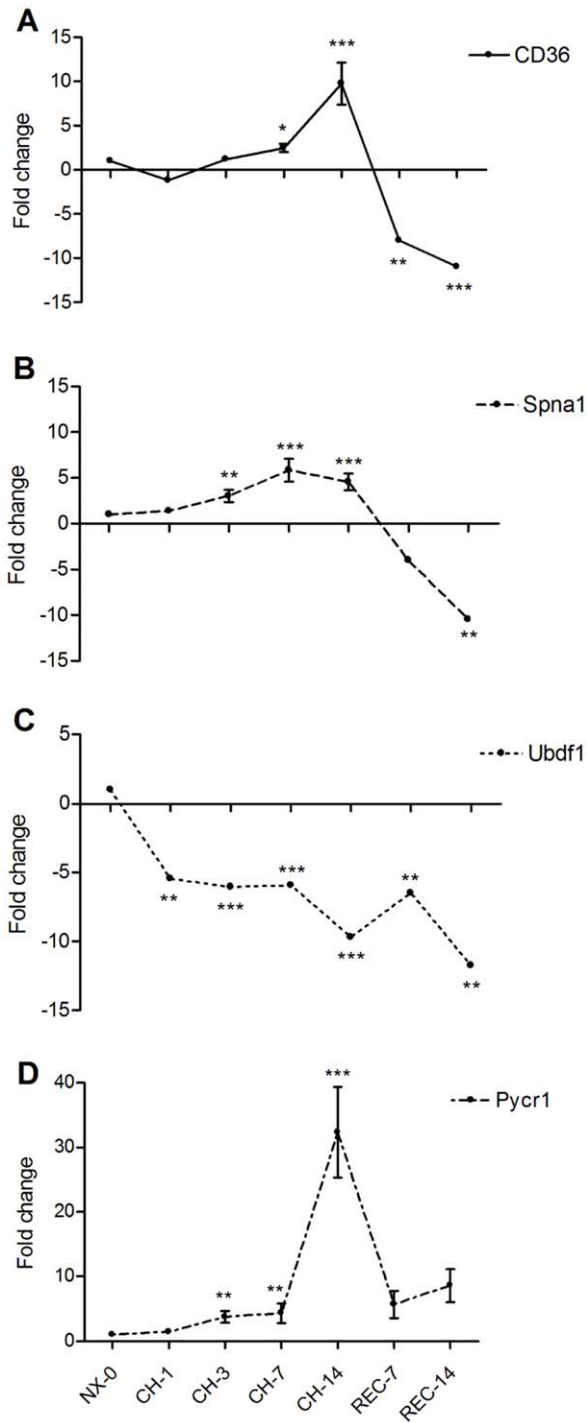 A
15
10
5
0
-5
-10
-15
Fold change
*
***
**
***
CD36
B
15
10
5
0
-5
-10
-15
Fold change
**
***
***
**
Spna1
C
5
0
-5
-10
-15
Fold change
**
***
***
***
**
**
Ubdf1
D
40
30
20
10
0
Fold change
**
**
***
Pycr1
NX-0
CH-1
CH-3
CH-7
CH-14
REC-7
REC-14